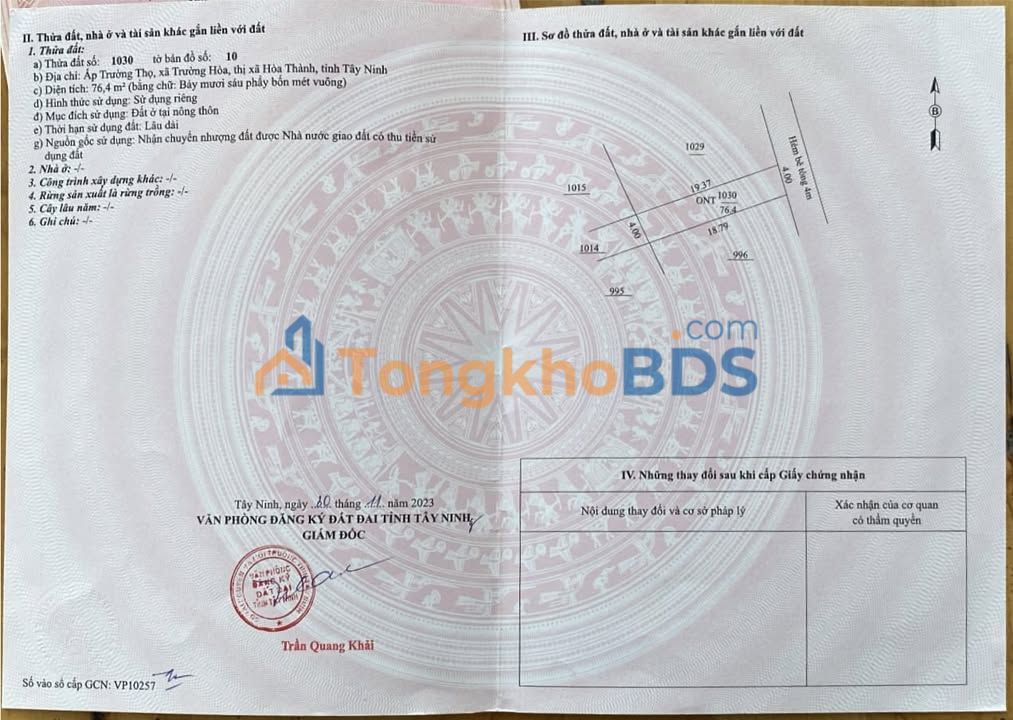 II. Thửa đất, nhà ở và tài sản khác gắn liền với đất
1. Thửa đất:
a) Thửa đất số: 1030 tờ bản đồ số: 10
b) Địa chỉ: Ấp Trường Thọ, xã Trường Hòa, thị xã Hòa Thành, tỉnh Tây Ninh
c) Diện tích: 76,4 m² (bằng chữ: Bảy mươi sáu phẩy bốn mét vuông)
d) Hình thức sử dụng: Sử dụng riêng
đ) Mục đích sử dụng: Đất ở tại nông thôn
e) Thời hạn sử dụng đất: Lâu dài
g) Nguồn gốc sử dụng: Nhận chuyển nhượng đất được Nhà nước giao đất có thu tiền sử
dụng đất
2. Nhà ở: -/-
3. Công trình xây dựng khác: -/-
4. Rừng sản xuất là rừng trồng: -/-
5. Cây lâu năm: -/-
6. Ghi chú: -/-
Tây Ninh, ngày 20 tháng 11 năm 2023
VĂN PHÒNG ĐĂNG KÝ ĐẤT ĐAI TỈNH TÂY NINH
GIÁM ĐỐC
VĂN PHÒNG
ĐĂNG KÝ
ĐẤT ĐAI
TỈNH TÂY NINH
Trần Quang Khải
Số vào sổ cấp GCN: VP10257
III. Sơ đồ thửa đất, nhà ở và tài sản khác gắn liền với đất
B
1029
Hẻm bê tông 4m
1015
19.37
4.00
ONT 1030
76.4
4.00
18.79
1014
996
995
TongkhoBDS
.com
IV. Những thay đổi sau khi cấp Giấy chứng nhận
Nội dung thay đổi và cơ sở pháp lý
Xác nhận của cơ quan
có thẩm quyền